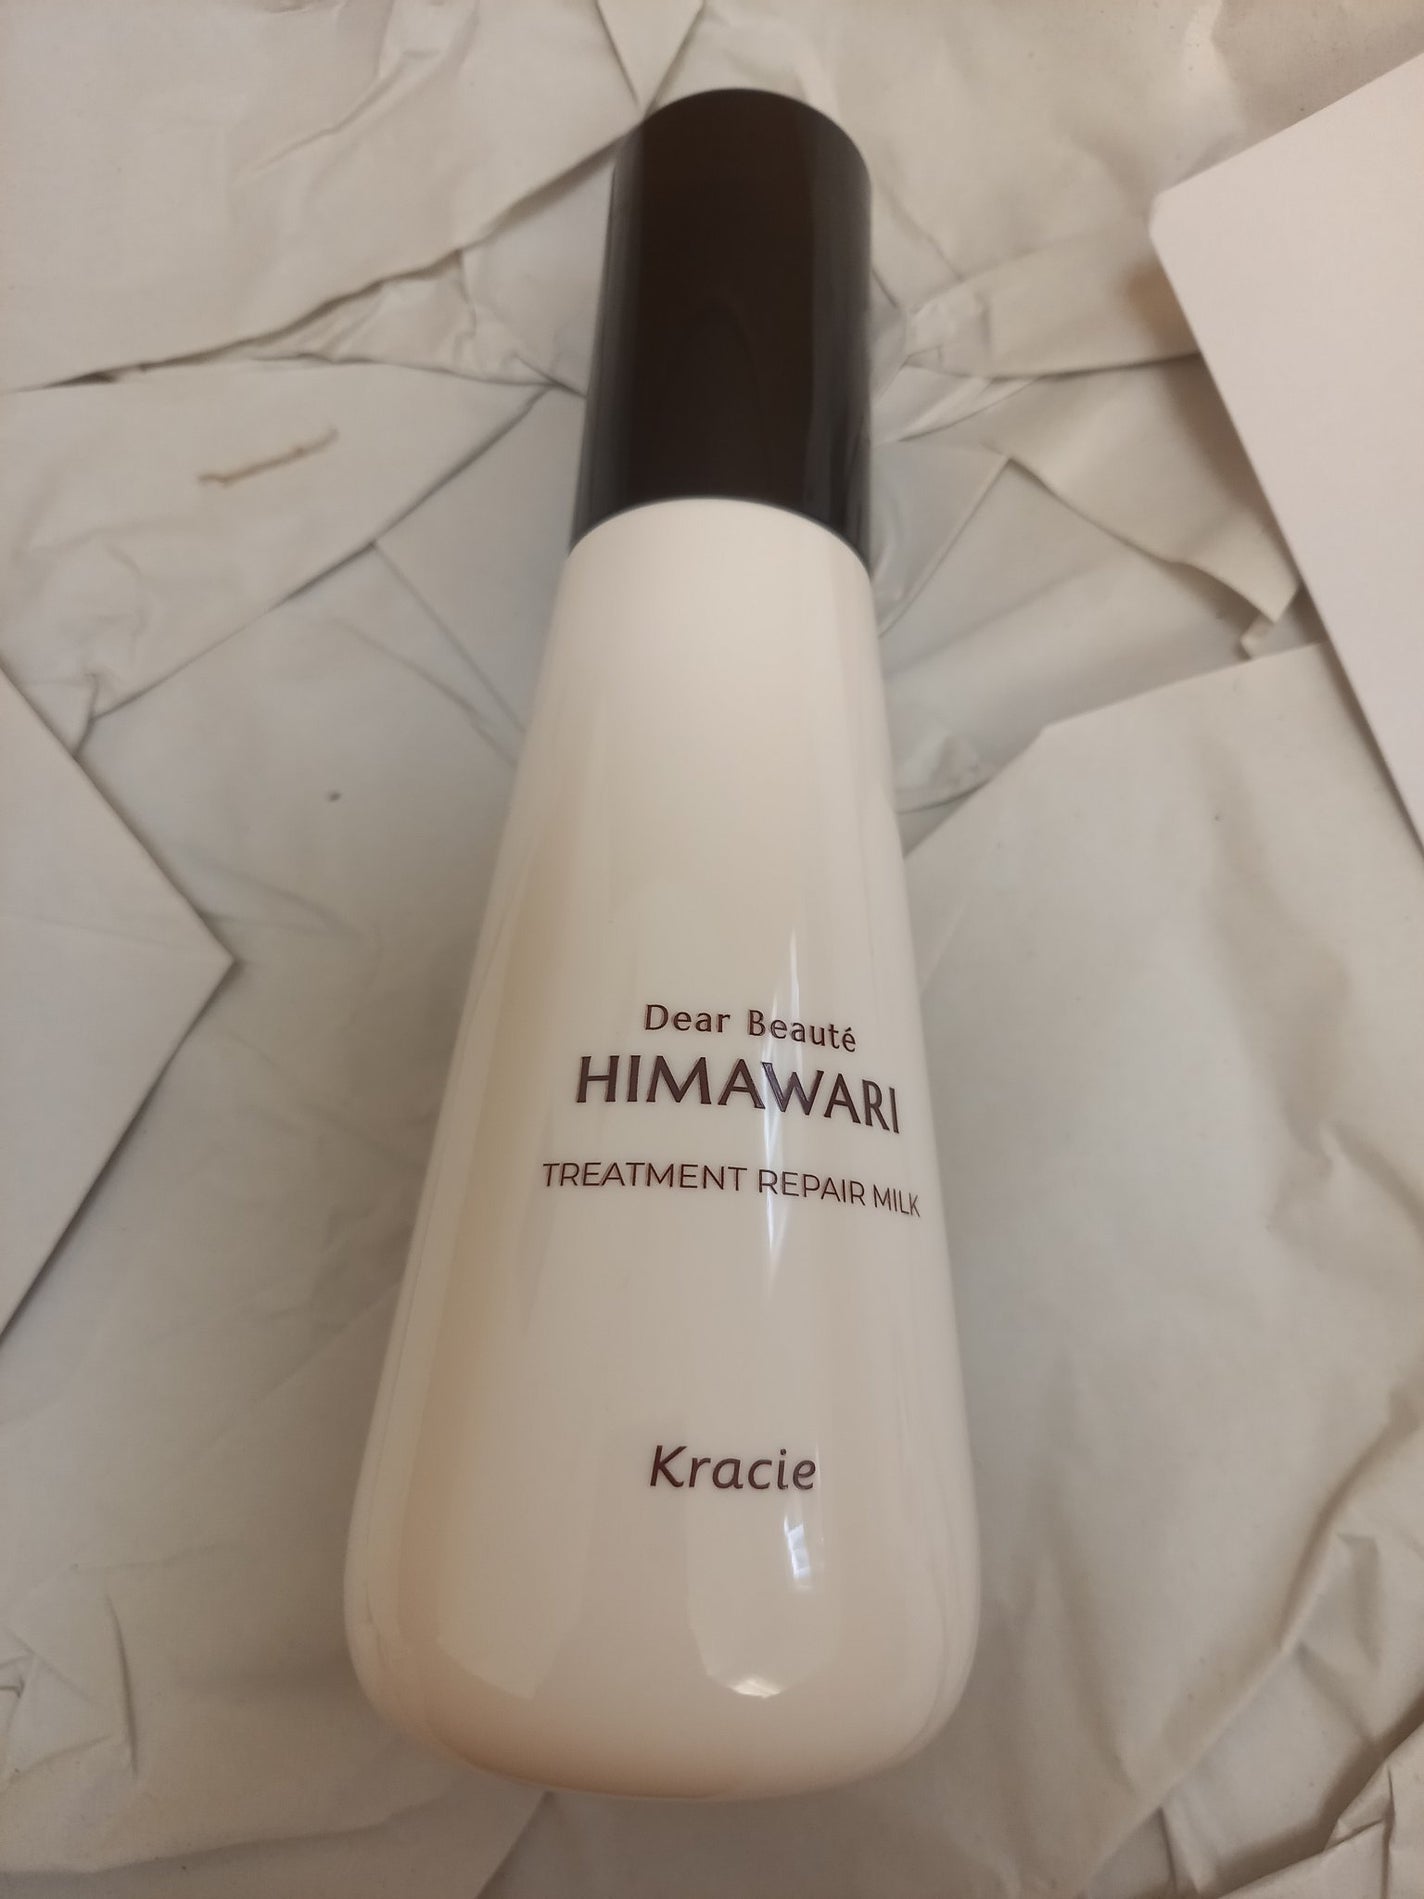 Dear Beauté
HIMAWARI
TREATMENT REPAIR MILK
Kracie